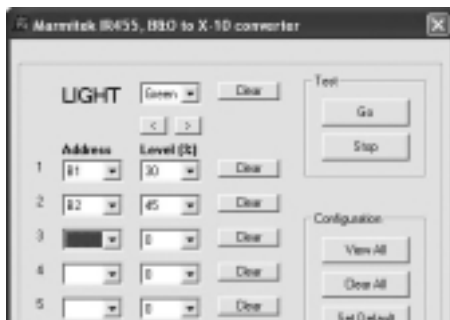 Marmitek IR455, B&O to X-10 converter
LIGHT Green Clear
< >
Address Level (%)
1 B1 30 Clear
2 B2 45 Clear
3 0 Clear
4 0 Clear
5 0 Clear
Test
Go
Stop
Configuration
View All
Clear All
Set Default